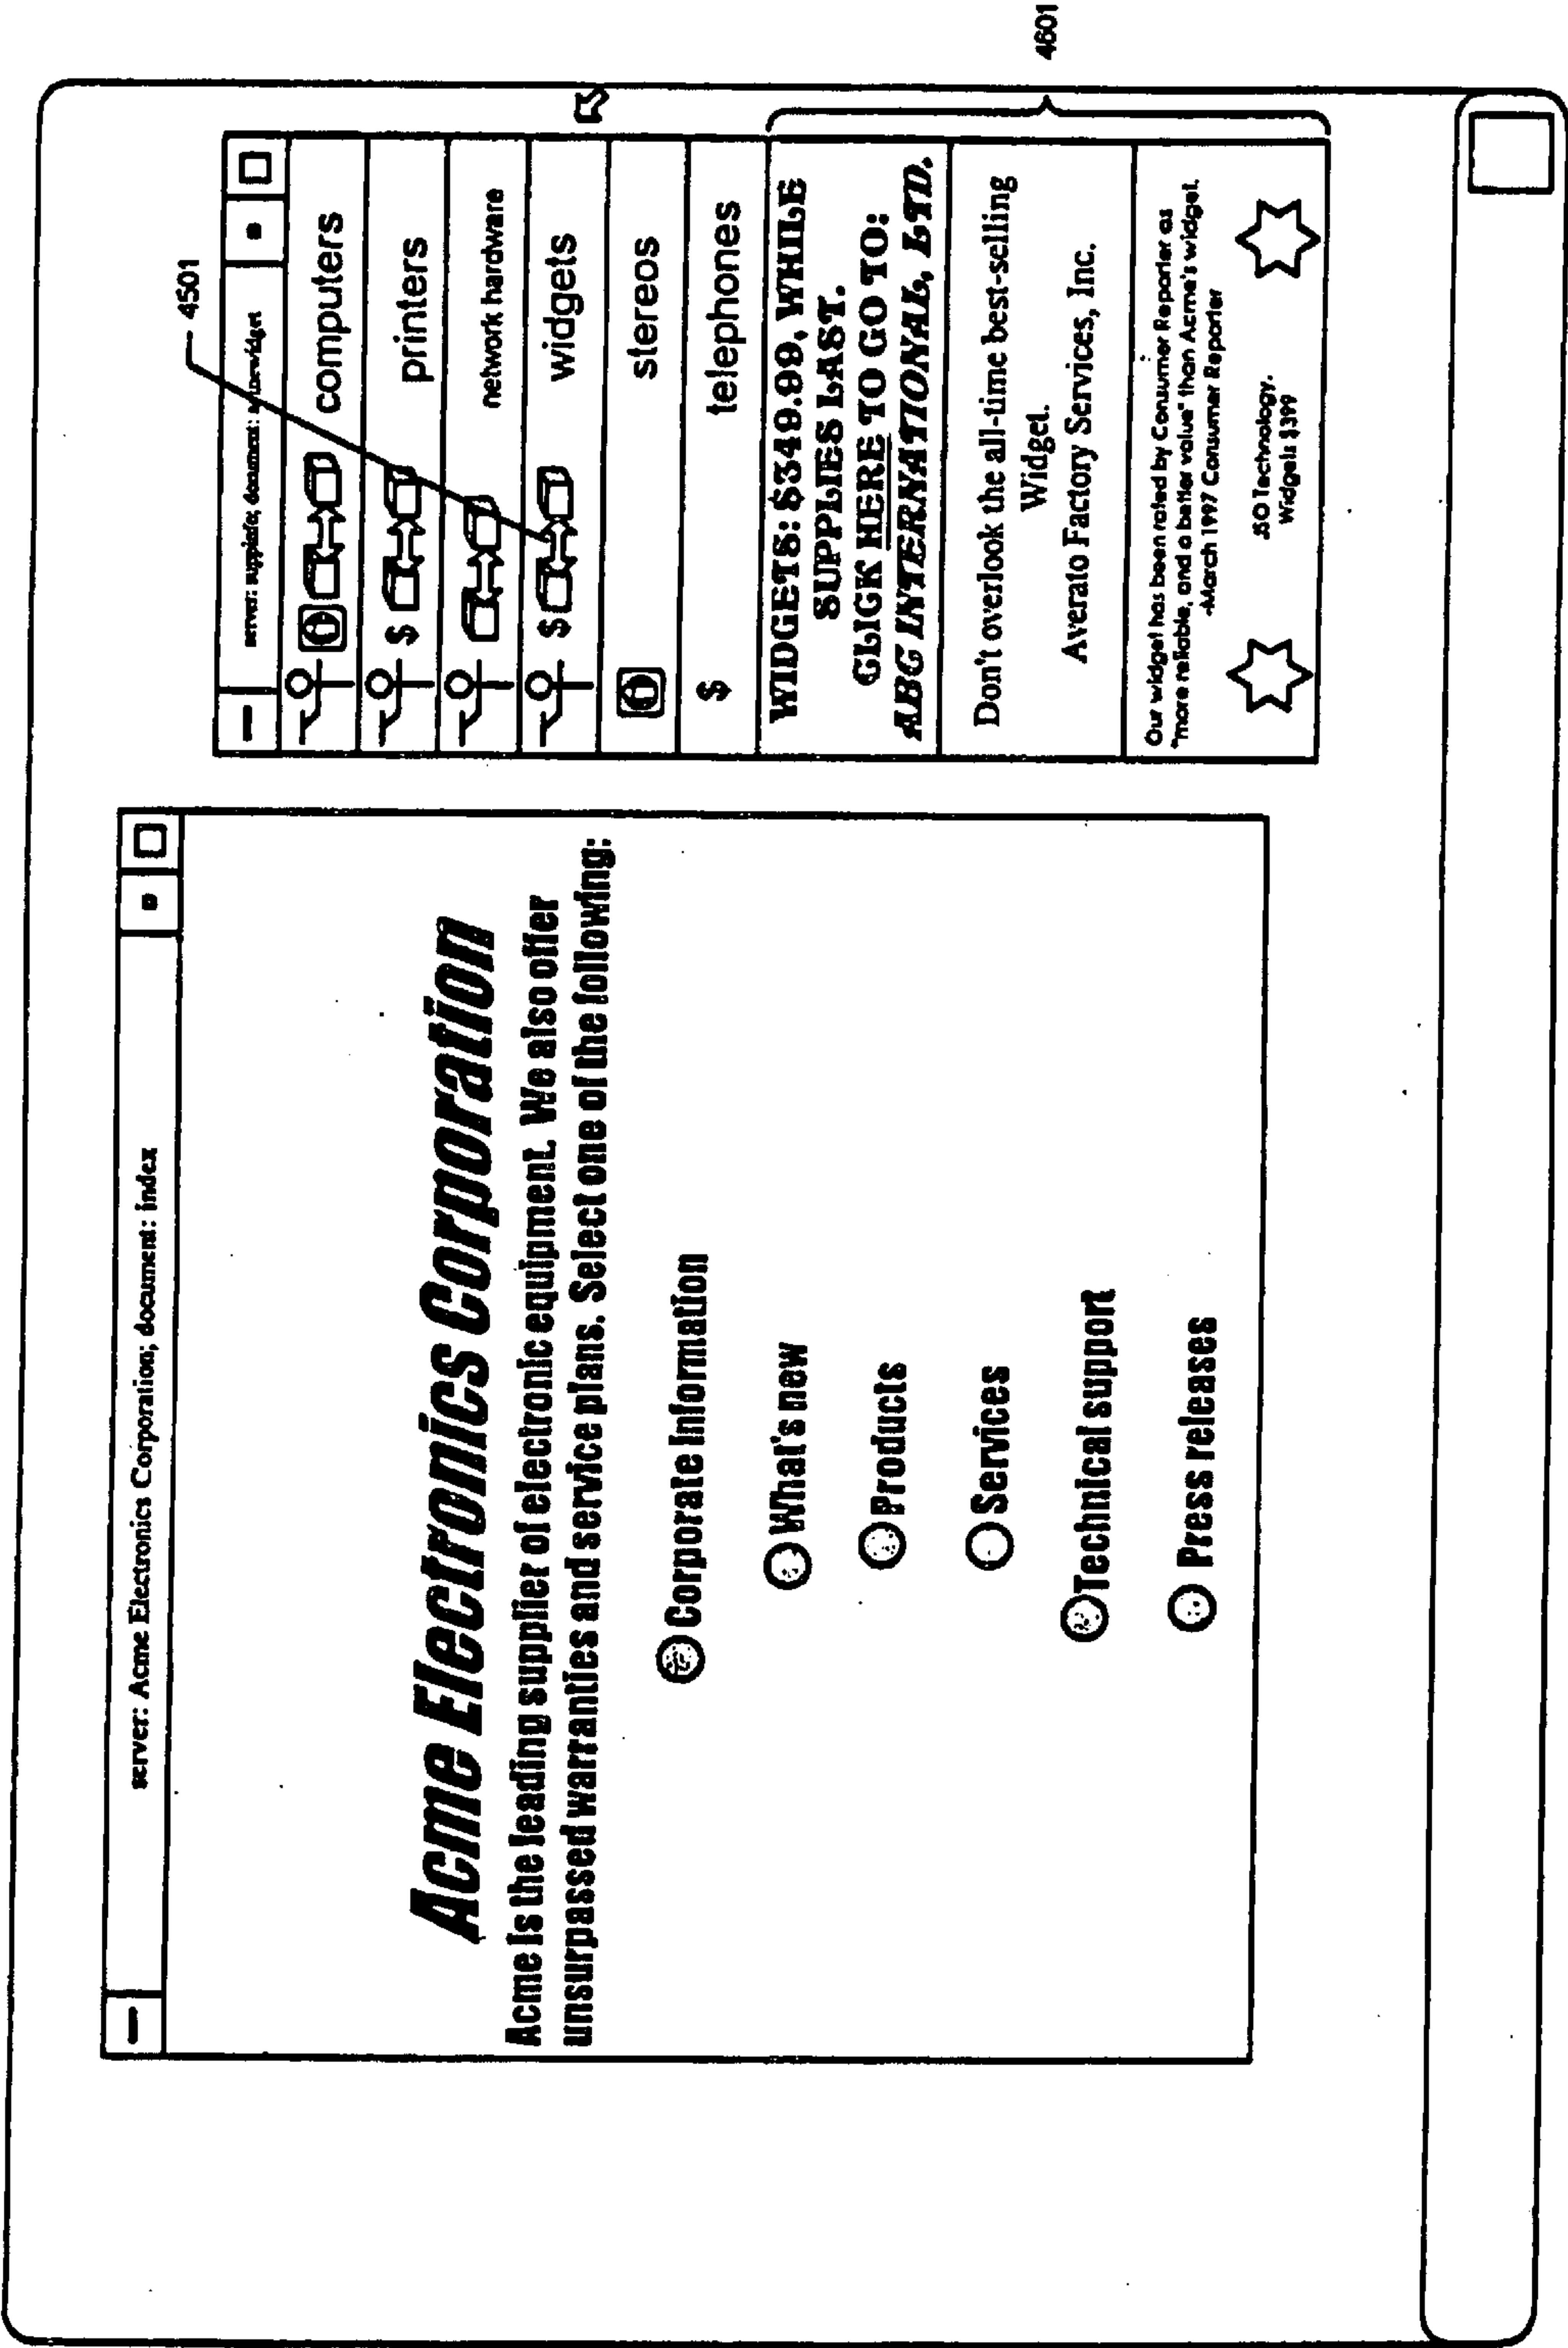 server: Acme Electronics Corporation; document: index
Acme Electronics Corporation
Acme is the leading supplier of electronic equipment. We also offer
unsurpassed warranties and service plans. Select one of the following:
Corporate Information
What's new
Products
Services
Technical support
Press releases
4501
server: suppinfo; document:
computers
$ printers
network hardware
$ widgets
stereos
$ telephones
WIDGETS: $349.99, WHILE
SUPPLIES LAST.
CLICK HERE TO GO TO:
ABC INTERNATIONAL, LTD.
Don't overlook the all-time best-selling
Widget.
Averato Factory Services, Inc.
Our widget has been rated by Consumer Reporter as
"more reliable, and a better value" than Acme's widget.
-March 1997 Consumer Reporter
JSO Technology.
Widgets $399
4601